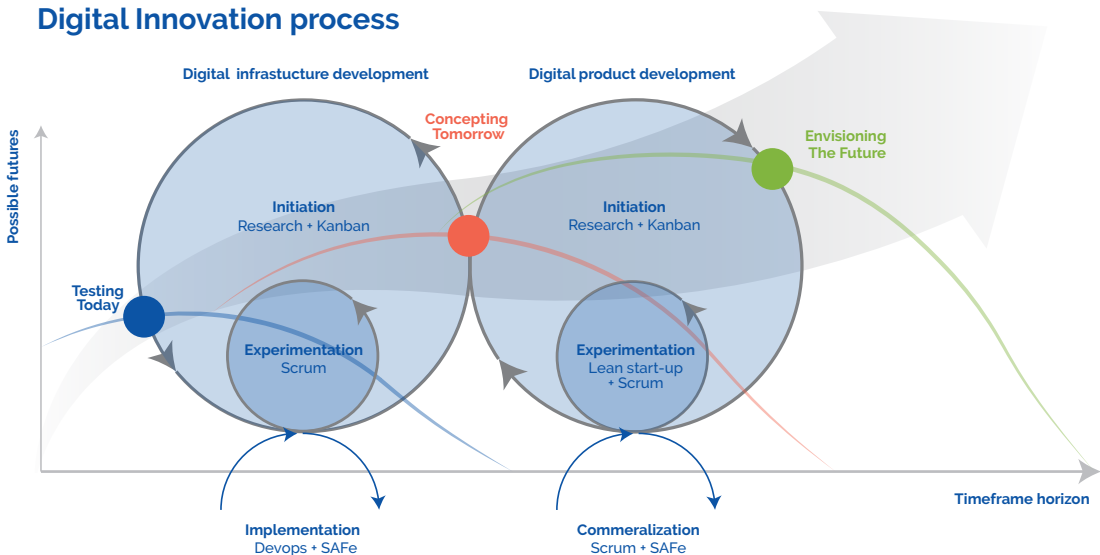 Digital Innovation process
Digital infrastucture development
Digital product development
Concepting
Tomorrow
Envisioning
The Future
Possible futures
Initiation
Research + Kanban
Initiation
Research + Kanban
Testing
Today
Experimentation
Scrum
Experimentation
Lean start-up
+ Scrum
Timeframe horizon
Implementation
Devops + SAFe
Commeralization
Scrum + SAFe